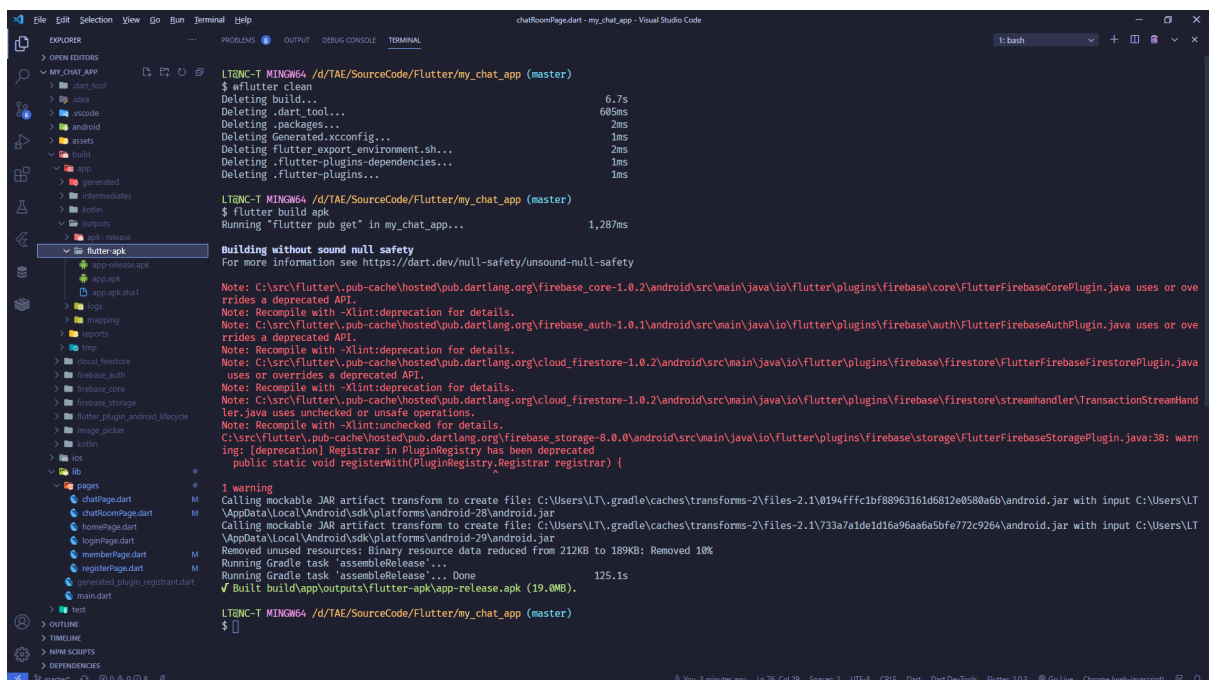 File Edit Selection View Go Run Terminal Help
chatRoomPage.dart - my_chat_app - Visual Studio Code
EXPLORER
OPEN EDITORS
MY_CHAT_APP
.dart_tool
.idea
.vscode
android
assets
build
app
generated
intermediates
kotlin
outputs
apk \ release
flutter-apk
app-release.apk
app.apk
app.apk.sha1
logs
mapping
reports
tmp
cloud_firestore
firebase_auth
firebase_core
firebase_storage
flutter_plugin_android_lifecycle
image_picker
kotlin
ios
lib
pages
chatPage.dart M
chatRoomPage.dart M
homePage.dart
loginPage.dart
memberPage.dart M
registerPage.dart M
generated_plugin_registrant.dart
main.dart
test
OUTLINE
TIMELINE
NPM SCRIPTS
DEPENDENCIES
PROBLEMS 8 OUTPUT DEBUG CONSOLE TERMINAL
1: bash
LT@NC-T MINGW64 /d/TAE/SourceCode/Flutter/my_chat_app (master)
$ flutter clean
Deleting build... 6.7s
Deleting .dart_tool... 605ms
Deleting .packages... 2ms
Deleting Generated.xcconfig... 1ms
Deleting flutter_export_environment.sh... 2ms
Deleting .flutter-plugins-dependencies... 1ms
Deleting .flutter-plugins... 1ms
LT@NC-T MINGW64 /d/TAE/SourceCode/Flutter/my_chat_app (master)
$ flutter build apk
Running "flutter pub get" in my_chat_app... 1,287ms
Building without sound null safety
For more information see https://dart.dev/null-safety/unsound-null-safety
Note: C:\src\flutter\.pub-cache\hosted\pub.dartlang.org\firebase_core-1.0.2\android\src\main\java\io\flutter\plugins\firebase\core\FlutterFirebaseCorePlugin.java uses or ove
rrides a deprecated API.
Note: Recompile with -Xlint:deprecation for details.
Note: C:\src\flutter\.pub-cache\hosted\pub.dartlang.org\firebase_auth-1.0.1\android\src\main\java\io\flutter\plugins\firebase\auth\FlutterFirebaseAuthPlugin.java uses or ove
rrides a deprecated API.
Note: Recompile with -Xlint:deprecation for details.
Note: C:\src\flutter\.pub-cache\hosted\pub.dartlang.org\cloud_firestore-1.0.2\android\src\main\java\io\flutter\plugins\firebase\firestore\FlutterFirebaseFirestorePlugin.java
uses or overrides a deprecated API.
Note: Recompile with -Xlint:deprecation for details.
Note: C:\src\flutter\.pub-cache\hosted\pub.dartlang.org\cloud_firestore-1.0.2\android\src\main\java\io\flutter\plugins\firebase\firestore\streamhandler\TransactionStreamHand
ler.java uses unchecked or unsafe operations.
Note: Recompile with -Xlint:unchecked for details.
C:\src\flutter\.pub-cache\hosted\pub.dartlang.org\firebase_storage-8.0.0\android\src\main\java\io\flutter\plugins\firebase\storage\FlutterFirebaseStoragePlugin.java:38: warn
ing: [deprecation] Registrar in PluginRegistry has been deprecated
public static void registerWith(PluginRegistry.Registrar registrar) {
^
1 warning
Calling mockable JAR artifact transform to create file: C:\Users\LT\.gradle\caches\transforms-2\files-2.1\0194fffc1bf88963161d6812e0580a6b\android.jar with input C:\Users\LT
\AppData\Local\Android\sdk\platforms\android-28\android.jar
Calling mockable JAR artifact transform to create file: C:\Users\LT\.gradle\caches\transforms-2\files-2.1\733a7a1de1d16a96aa6a5bfe772c9264\android.jar with input C:\Users\LT
\AppData\Local\Android\sdk\platforms\android-29\android.jar
Removed unused resources: Binary resource data reduced from 212KB to 189KB: Removed 10%
Running Gradle task 'assembleRelease'...
Running Gradle task 'assembleRelease'... Done 125.1s
√ Built build\app\outputs\flutter-apk\app-release.apk (19.0MB).
LT@NC-T MINGW64 /d/TAE/SourceCode/Flutter/my_chat_app (master)
$